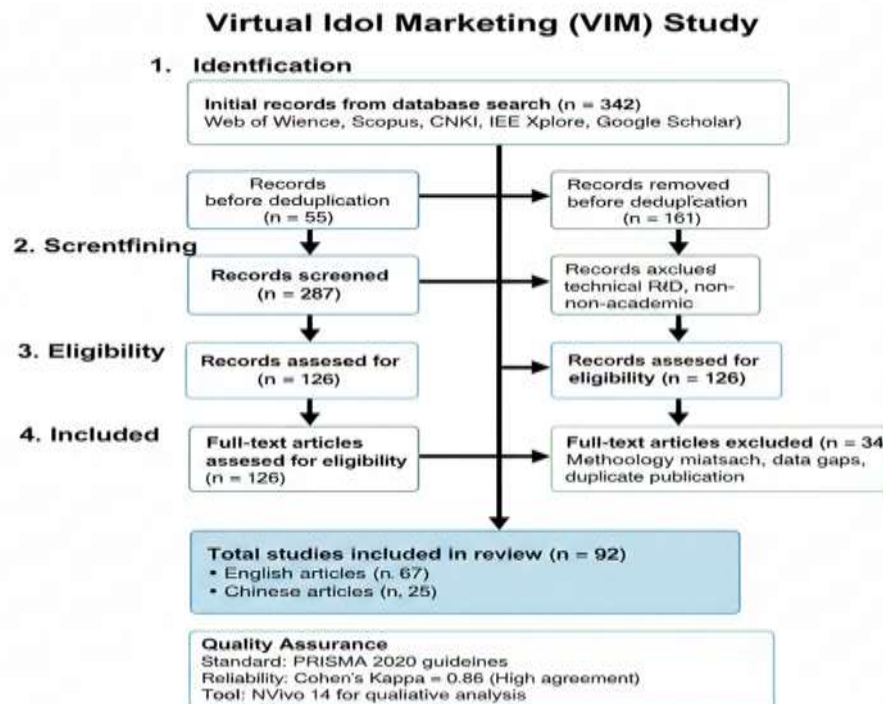 Virtual Idol Marketing (VIM) Study
1. Identfication
Initial records from database search (n = 342)
Web of Wience, Scopus, CNKI, IEE Xplore, Google Scholar)
Records
before deduplication
(n = 55)
Records removed
before deduplication
(n = 161)
2. Screntfining
Records screened
(n = 287)
Records axclued
technical R&D, non-
non-academic
3. Eligibility
Records assesed for
(n = 126)
Records assesed for
eligibility (n = 126)
4. Included
Full-text articles
assesed for eligibility
(n = 126)
Full-text articles excluded (n = 34
Methoology miatsach, data gaps,
duplicate publication
Total studies included in review (n = 92)
• English articles (n. 67)
• Chinese articles (n, 25)
Quality Assurance
Standard: PRISMA 2020 guideines
Reliability: Cohen's Kappa = 0.86 (High agreement)
Tool: NVivo 14 for qualiative analysis